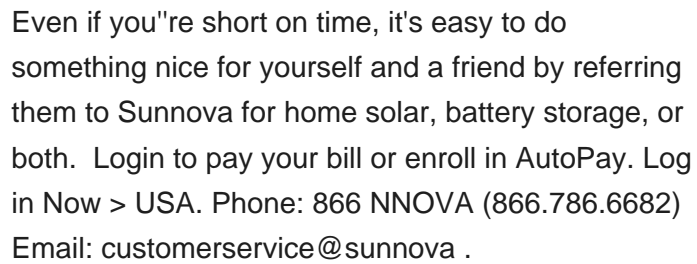 Even if you"re short on time, it's easy to do
something nice for yourself and a friend by referring
them to Sunnova for home solar, battery storage, or
both.  Login to pay your bill or enroll in AutoPay. Log
in Now > USA. Phone: 866 NNOVA (866.786.6682)
Email: customerservice@sunnova .